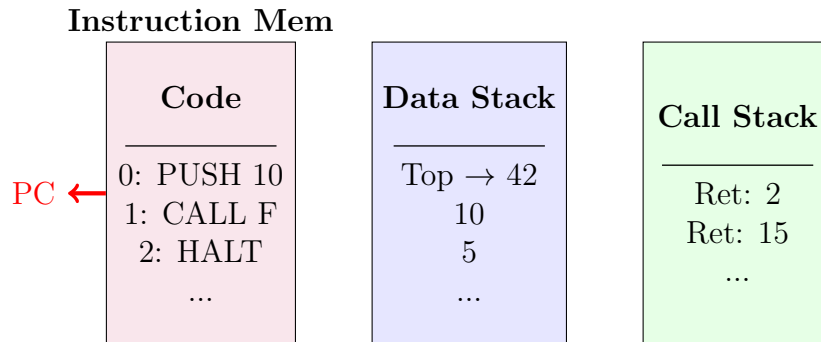 Instruction Mem
Code
0: PUSH 10
1: CALL F
2: HALT
...
PC
Data Stack
Top → 42
10
5
...
Call Stack
Ret: 2
Ret: 15
...